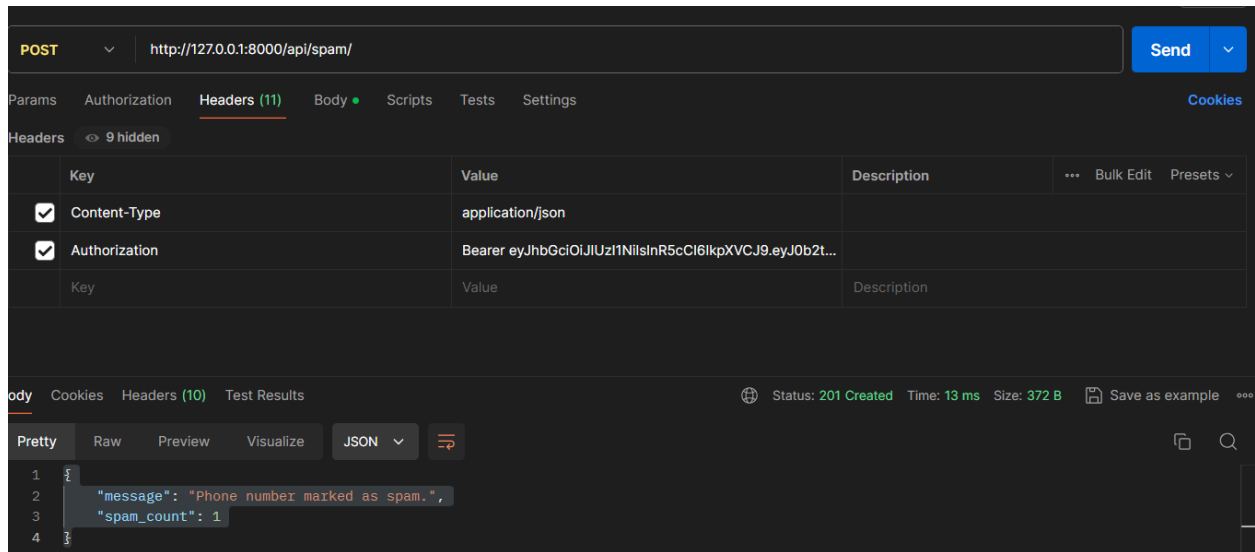 POST http://127.0.0.1:8000/api/spam/ Send
Params Authorization Headers (11) Body Scripts Tests Settings Cookies
Headers 9 hidden
Key Value Description ooo Bulk Edit Presets
Content-Type application/json
Authorization Bearer eyJhbGciOiJIUzI1NiIsInR5cCI6IkpXVCJ9.eyJ0b2t...
Key Value Description
ody Cookies Headers (10) Test Results Status: 201 Created Time: 13 ms Size: 372 B Save as example ooo
Pretty Raw Preview Visualize JSON
1 {
2 "message": "Phone number marked as spam.",
3 "spam_count": 1
4 }